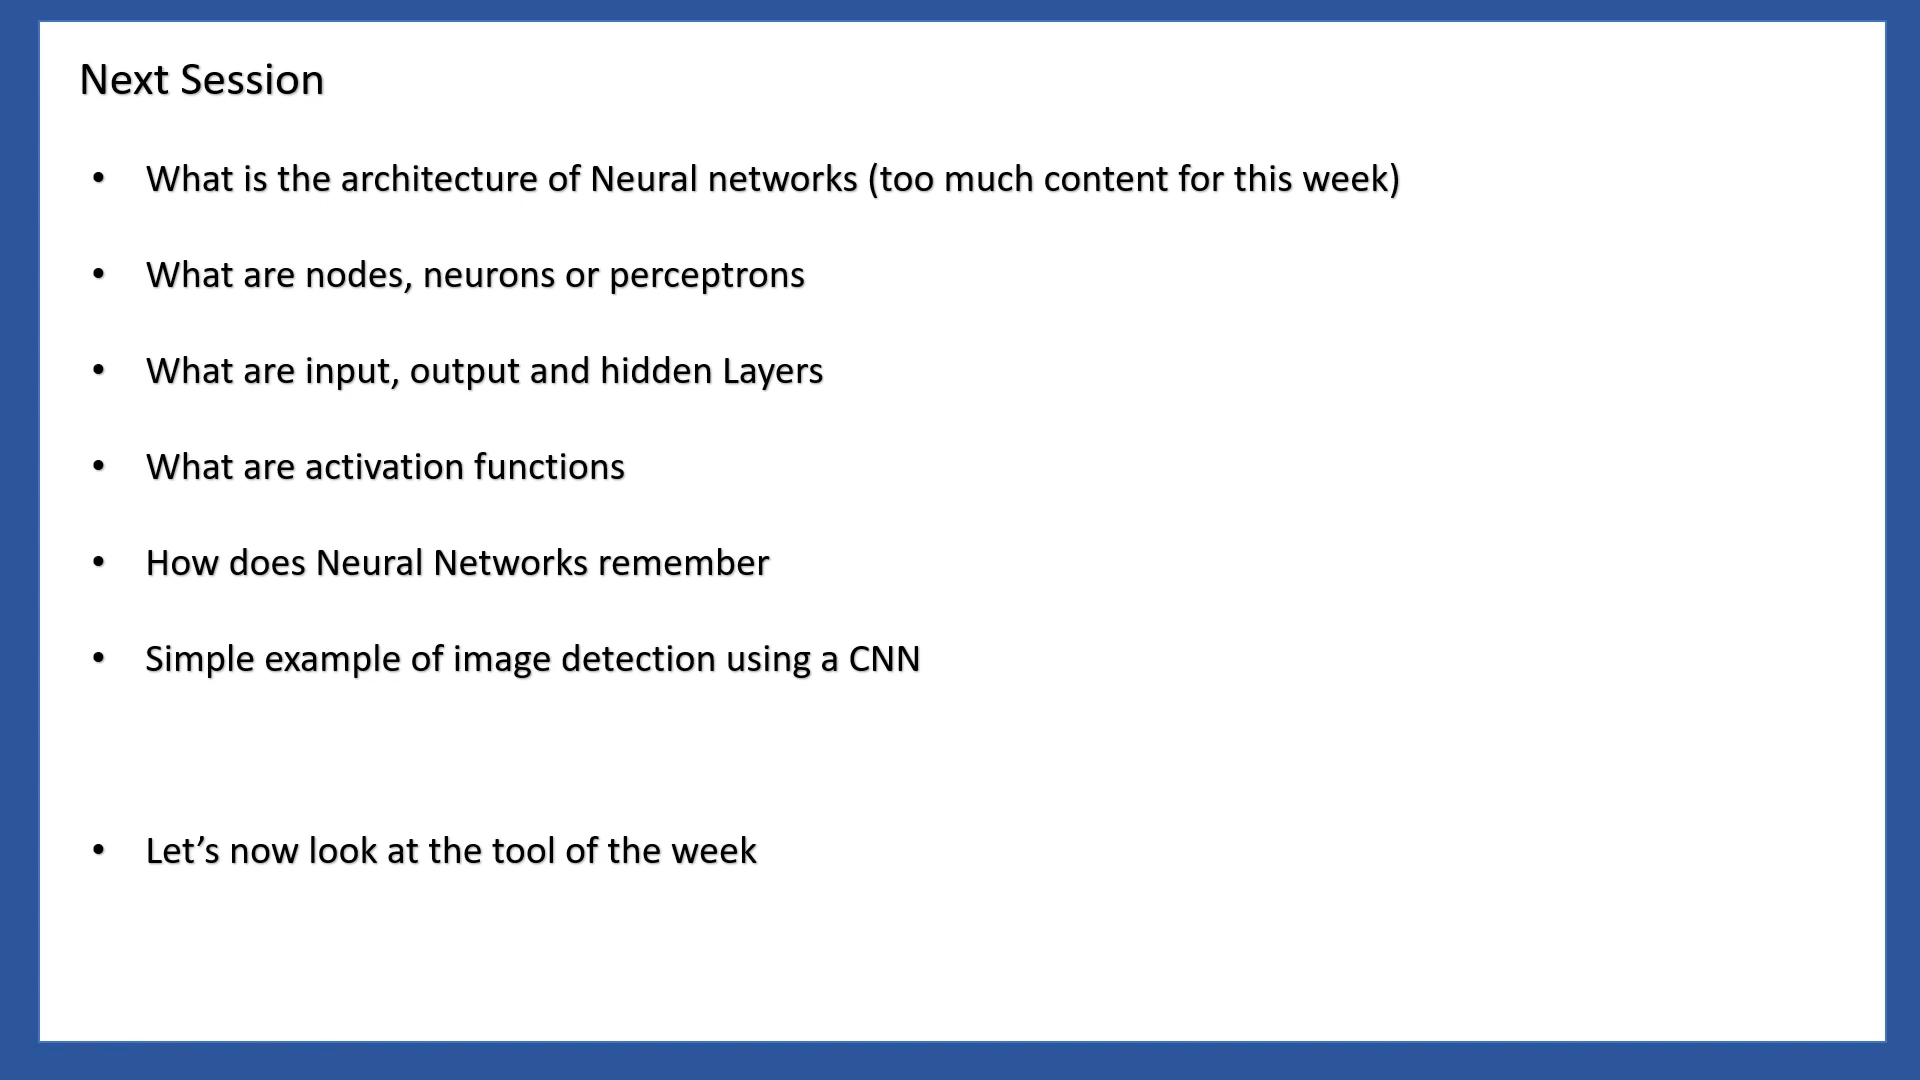 Next Session
• What is the architecture of Neural networks (too much content for this week)
• What are nodes, neurons or perceptrons
• What are input, output and hidden Layers
• What are activation functions
• How does Neural Networks remember
• Simple example of image detection using a CNN
• Let’s now look at the tool of the week